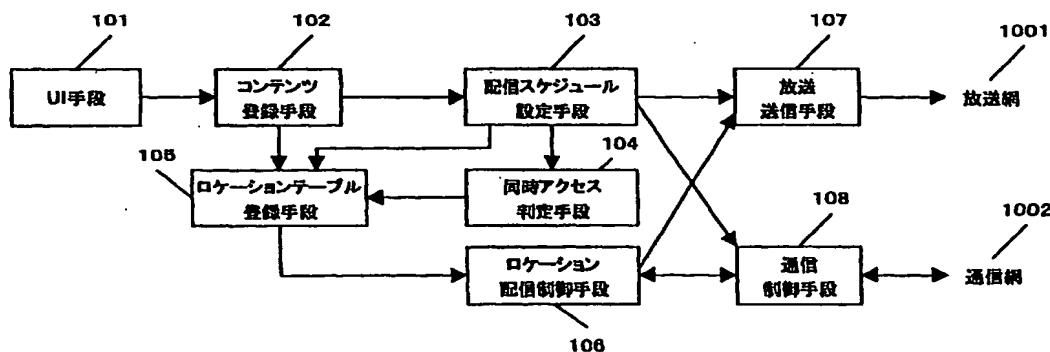 101
102
103
107
1001
UI手段
コンテンツ
登録手段
配信スケジュール
設定手段
放送
送信手段
放送網
105
104
ロケーションテーブル
登録手段
同時アクセス
判定手段
108
1002
ロケーション
配信制御手段
通信
制御手段
通信網
106